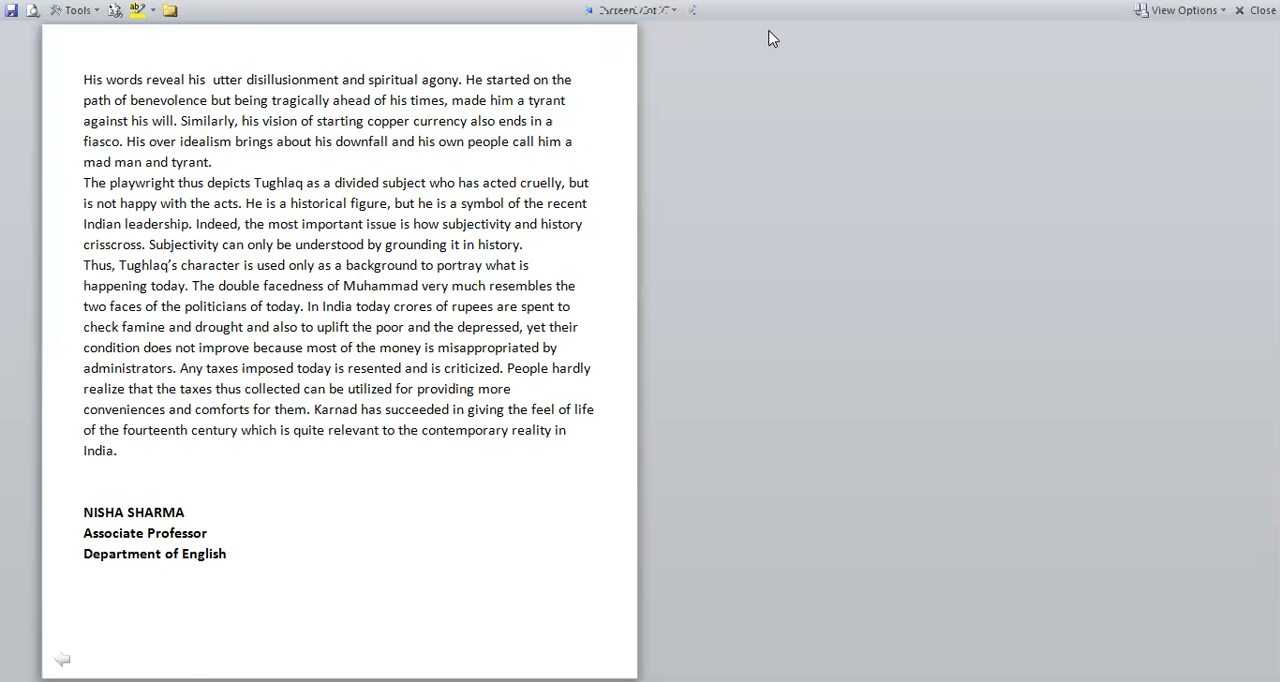 Tools
View Options
Close
His words reveal his  utter disillusionment and spiritual agony. He started on the
path of benevolence but being tragically ahead of his times, made him a tyrant
against his will. Similarly, his vision of starting copper currency also ends in a
fiasco. His over idealism brings about his downfall and his own people call him a
mad man and tyrant.
The playwright thus depicts Tughlaq as a divided subject who has acted cruelly, but
is not happy with the acts. He is a historical figure, but he is a symbol of the recent
Indian leadership. Indeed, the most important issue is how subjectivity and history
crisscross. Subjectivity can only be understood by grounding it in history.
Thus, Tughlaq’s character is used only as a background to portray what is
happening today. The double facedness of Muhammad very much resembles the
two faces of the politicians of today. In India today crores of rupees are spent to
check famine and drought and also to uplift the poor and the depressed, yet their
condition does not improve because most of the money is misappropriated by
administrators. Any taxes imposed today is resented and is criticized. People hardly
realize that the taxes thus collected can be utilized for providing more
conveniences and comforts for them. Karnad has succeeded in giving the feel of life
of the fourteenth century which is quite relevant to the contemporary reality in
India.
NISHA SHARMA
Associate Professor
Department of English